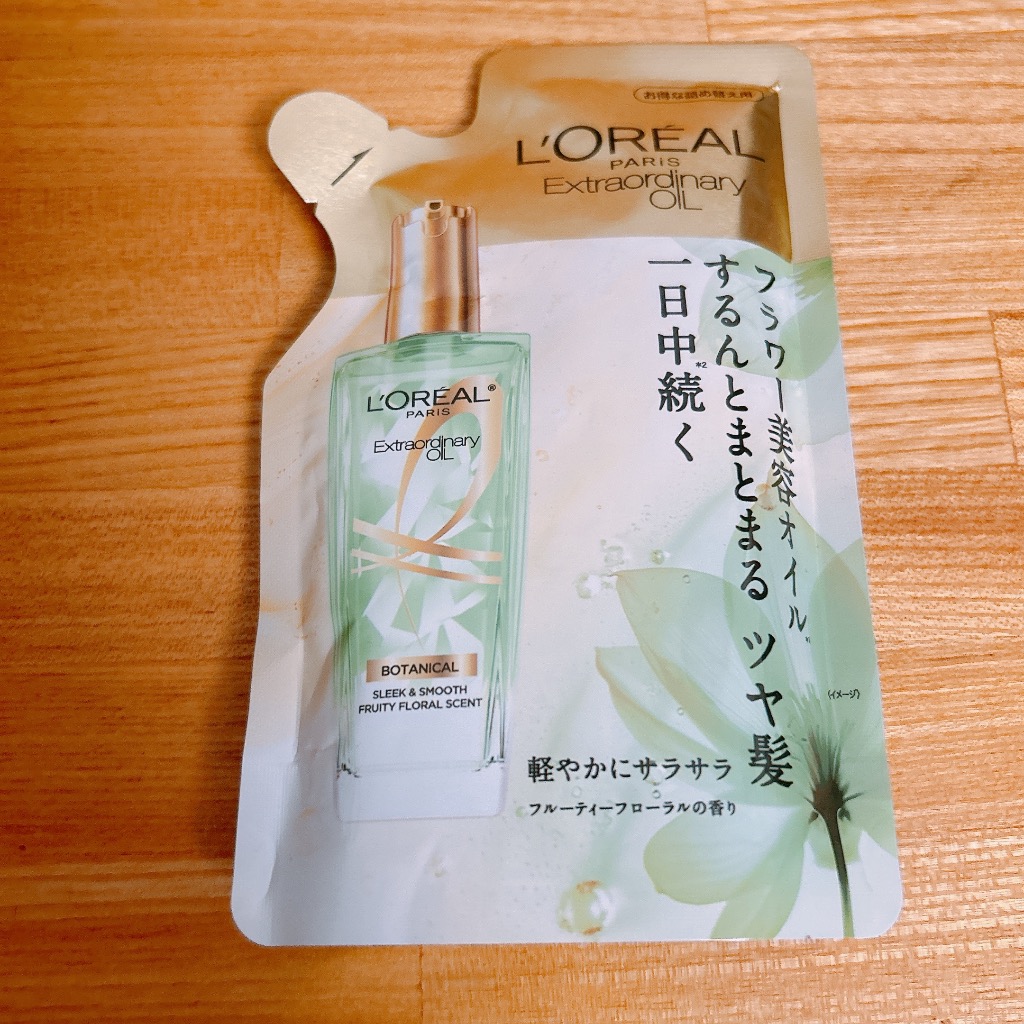 お得な詰め替え用
L'ORÉAL
PARIS
Extraordinary
OIL
フラワー美容オイル
するんとまとまる ツヤ髪
一日中続く
*2
L'ORÉAL®
PARIS
Extraordinary
OIL
BOTANICAL
SLEEK & SMOOTH
FRUITY FLORAL SCENT
(イメージ)
軽やかにサラサラ
フルーティーフローラルの香り